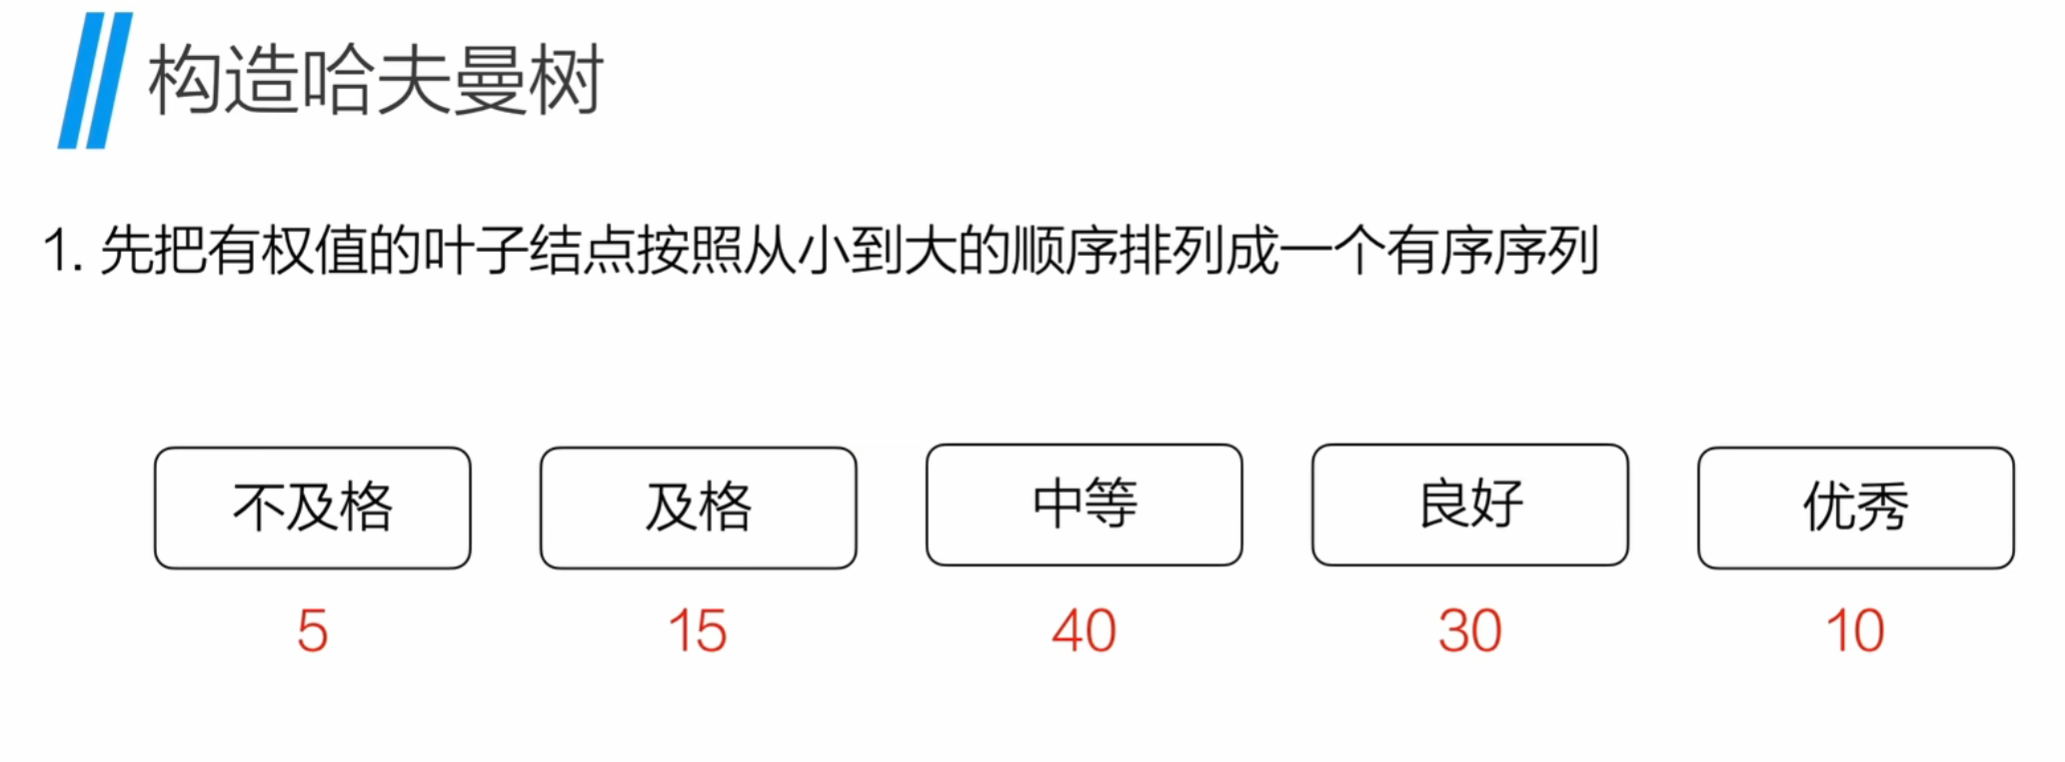 构造哈夫曼树
1. 先把有权值的叶子结点按照从小到大的顺序排列成一个有序序列
不及格 及格 中等 良好 优秀
5 15 40 30 10